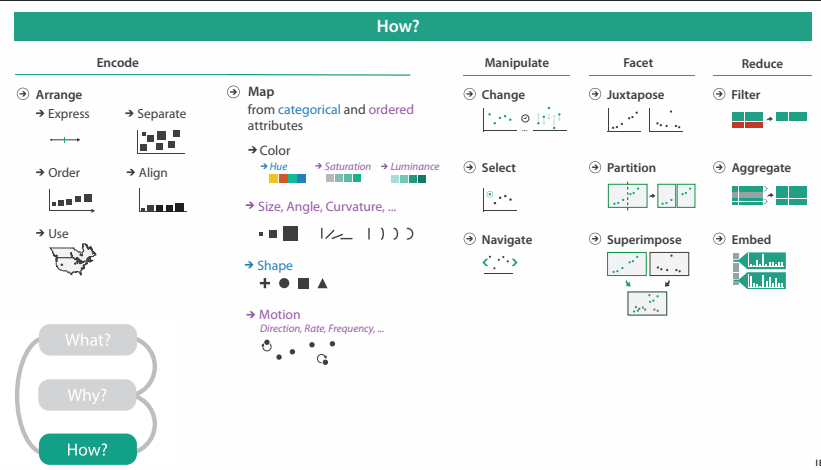 How?
Encode
Arrange
→ Express
→ Separate
→ Order
→ Align
→ Use
Map
from categorical and ordered
attributes
→ Color
→ Hue
→ Saturation
→ Luminance
→ Size, Angle, Curvature, ...
→ Shape
→ Motion
Direction, Rate, Frequency, ...
Manipulate
Change
...
Select
Navigate
Facet
Juxtapose
Partition
Superimpose
Reduce
Filter
Aggregate
Embed
What?
Why?
How?